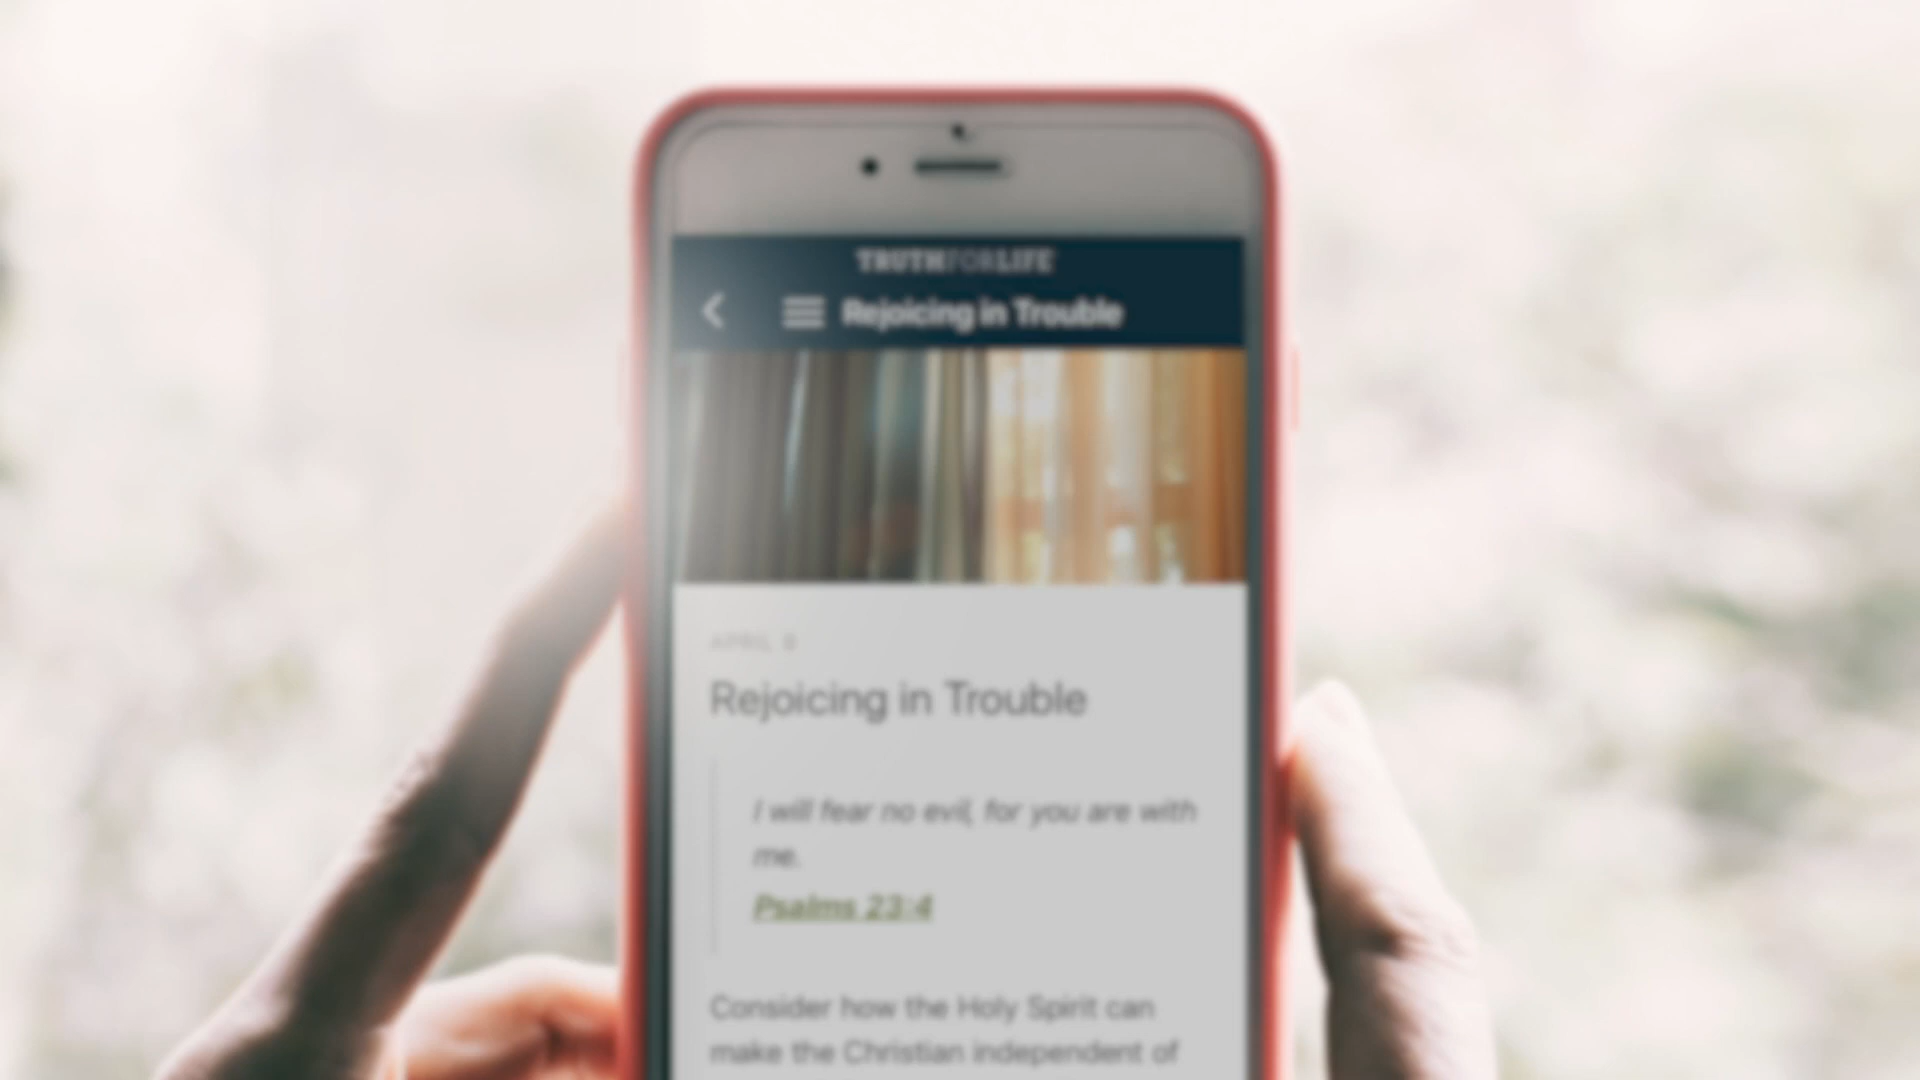 TRUTHFORLIFE
Rejoicing in Trouble
APRIL 8
Rejoicing in Trouble
I will fear no evil, for you are with
me.
Psalms 23:4
Consider how the Holy Spirit can
make the Christian independent of